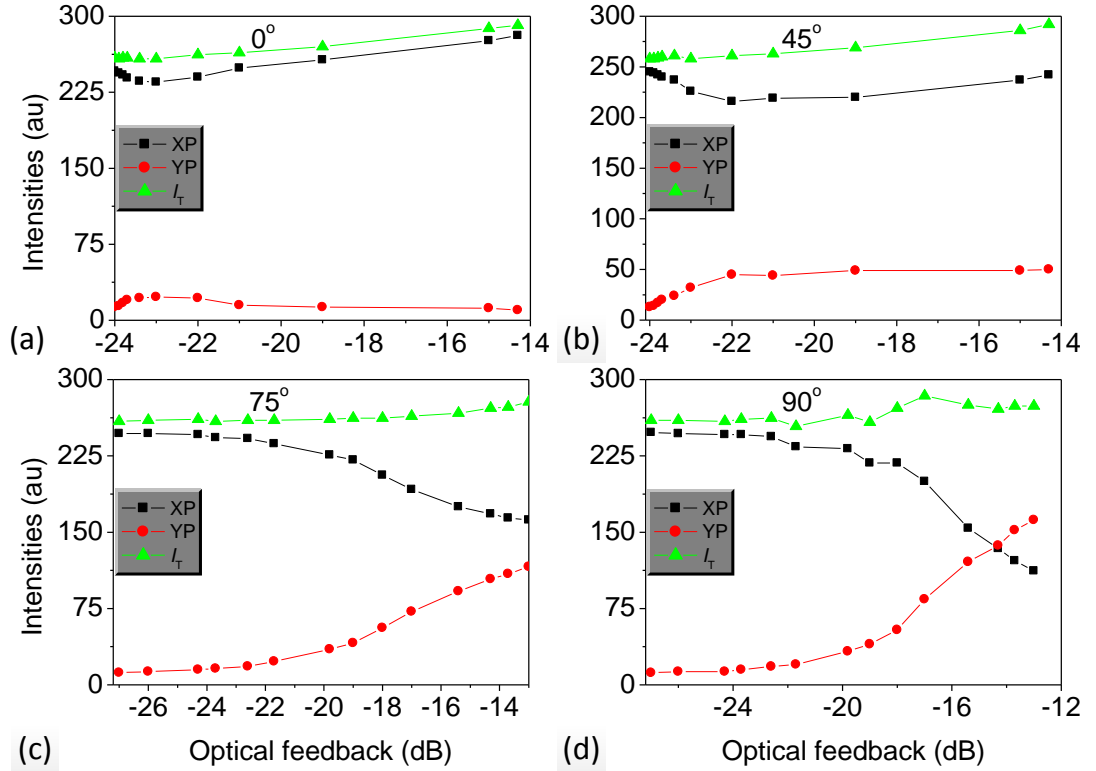 300
225
150
75
0
Intensities (au)
0°
XP
YP
I_T
-24 -22 -20 -18 -16 -14
(a)
300
250
200
150
100
50
0
45°
XP
YP
I_T
-24 -22 -20 -18 -16 -14
(b)
300
225
150
75
0
Intensities (au)
75°
XP
YP
I_T
-26 -24 -22 -20 -18 -16 -14
Optical feedback (dB)
(c)
300
225
150
75
0
90°
XP
YP
I_T
-24 -20 -16 -12
Optical feedback (dB)
(d)